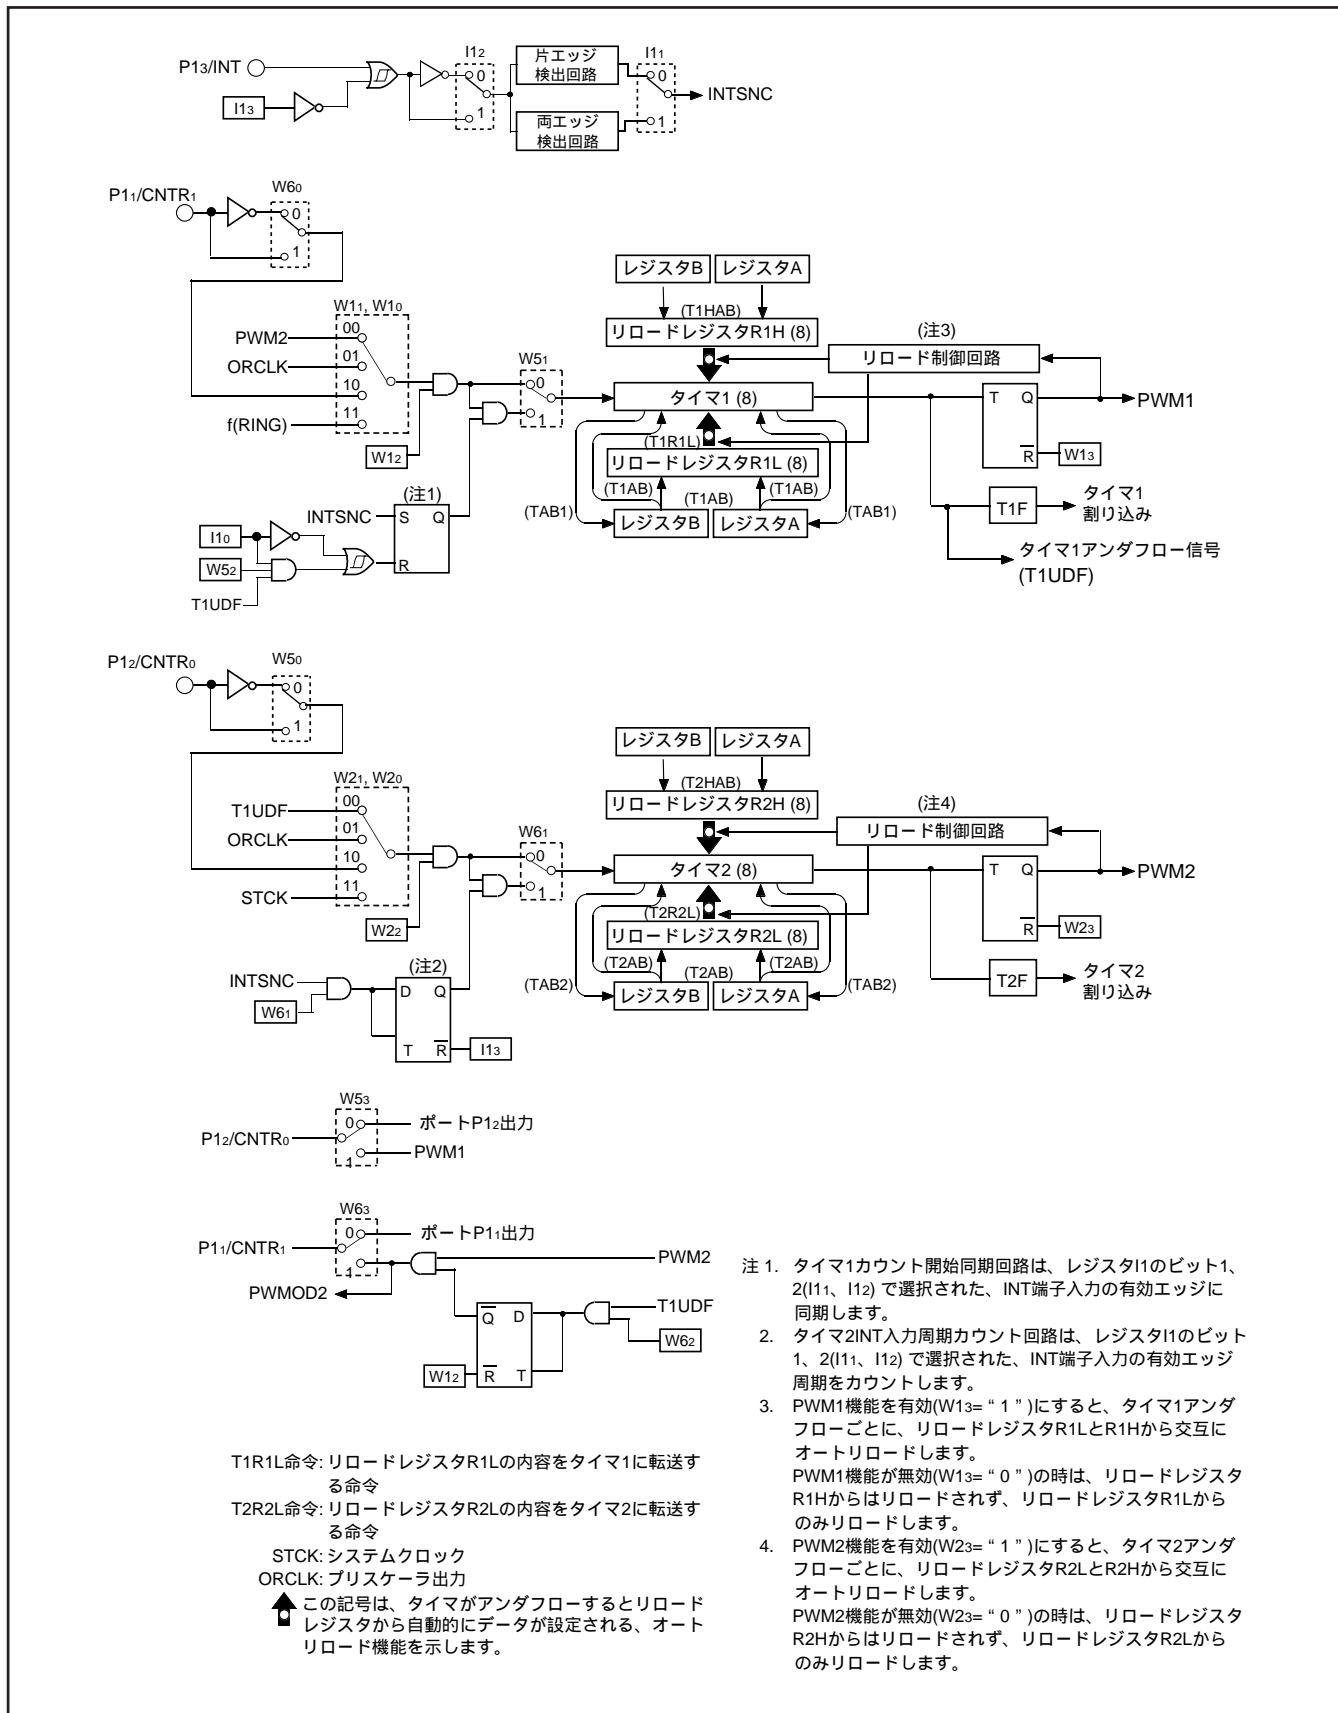 P13/INT
I13
I12
0
1
片エッジ
検出回路
両エッジ
検出回路
I11
0
1
INTSNC
P11/CNTR1
W60
0
1
W11, W10
PWM2
00
ORCLK
01
10
f(RING)
11
W12
W51
0
1
レジスタB
レジスタA
(T1HAB)
リロードレジスタR1H (8)
(注3)
リロード制御回路
タイマ1 (8)
(T1R1L)
リロードレジスタR1L (8)
(T1AB)
(T1AB)
(T1AB)
(TAB1)
レジスタB
レジスタA
(TAB1)
T
Q
R
PWM1
W13
T1F
タイマ1
割り込み
タイマ1アンダフロー信号
(T1UDF)
(注1)
INTSNC
S
Q
R
I10
W52
T1UDF
P12/CNTR0
W50
0
1
W21, W20
T1UDF
00
ORCLK
01
10
STCK
11
W22
W61
0
1
レジスタB
レジスタA
(T2HAB)
リロードレジスタR2H (8)
(注4)
リロード制御回路
タイマ2 (8)
(T2R2L)
リロードレジスタR2L (8)
(T2AB)
(T2AB)
(T2AB)
(TAB2)
レジスタB
レジスタA
(TAB2)
T
Q
R
PWM2
W23
T2F
タイマ2
割り込み
(注2)
INTSNC
W61
D
Q
T
R
I13
W53
P12/CNTR0
0
ポートP12出力
1
PWM1
W63
P11/CNTR1
0
ポートP11出力
1
PWM2
PWMOD2
Q
D
T1UDF
W62
W12
R
T
T1R1L命令: リロードレジスタR1Lの内容をタイマ1に転送す
る命令
T2R2L命令: リロードレジスタR2Lの内容をタイマ2に転送す
る命令
STCK: システムクロック
ORCLK: プリスケーラ出力
この記号は、タイマがアンダフローするとリロード
レジスタから自動的にデータが設定される、オート
リロード機能を示します。
注 1. タイマ1カウント開始同期回路は、レジスタI1のビット1、
2(I11、I12) で選択された、INT端子入力の有効エッジに
同期します。
2. タイマ2INT入力周期カウント回路は、レジスタI1のビット
1、2(I11、I12) で選択された、INT端子入力の有効エッジ
周期をカウントします。
3. PWM1機能を有効(W13= “ 1 ” )にすると、タイマ1アンダ
フローごとに、リロードレジスタR1LとR1Hから交互に
オートリロードします。
PWM1機能が無効(W13= “ 0 ” )の時は、リロードレジスタ
R1Hからはリロードされず、リロードレジスタR1Lから
のみリロードします。
4. PWM2機能を有効(W23= “ 1 ” )にすると、タイマ2アンダ
フローごとに、リロードレジスタR2LとR2Hから交互に
オートリロードします。
PWM2機能が無効(W23= “ 0 ” )の時は、リロードレジスタ
R2Hからはリロードされず、リロードレジスタR2Lから
のみリロードします。